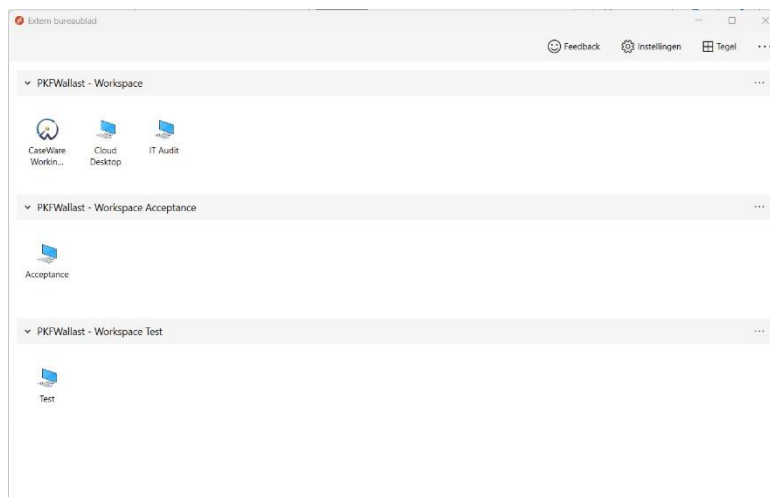 Extern bureaublad
Feedback
Instellingen
Tegel
PKFWallast - Workspace
CaseWare
Workin...
Cloud
Desktop
IT Audit
PKFWallast - Workspace Acceptance
Acceptance
PKFWallast - Workspace Test
Test